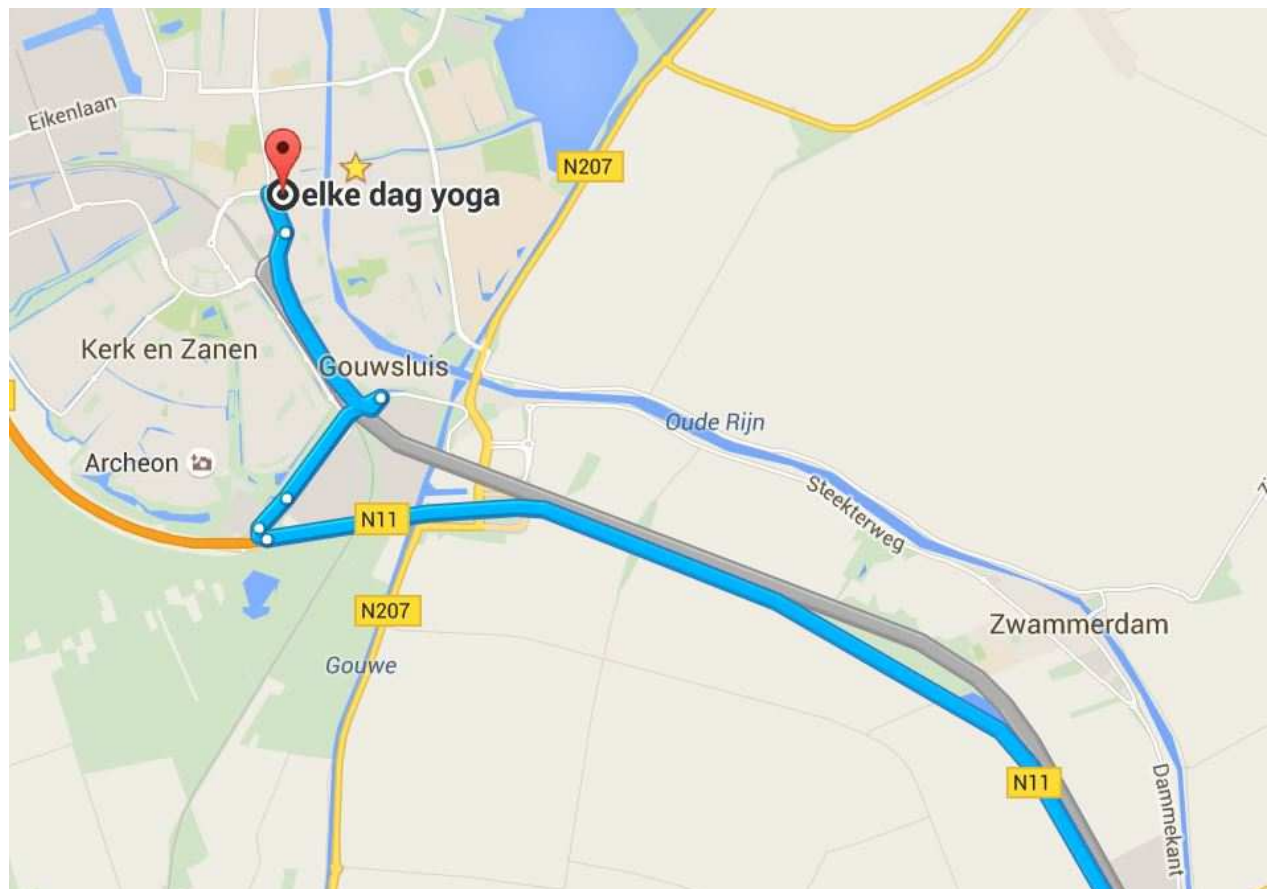 Eikenlaan
N207
elke dag yoga
Kerk en Zanen
Gouwsluis
Oude Rijn
Archeon
Steekterweg
N11
N207
Zwammerdam
Gouwe
N11
Dammekant